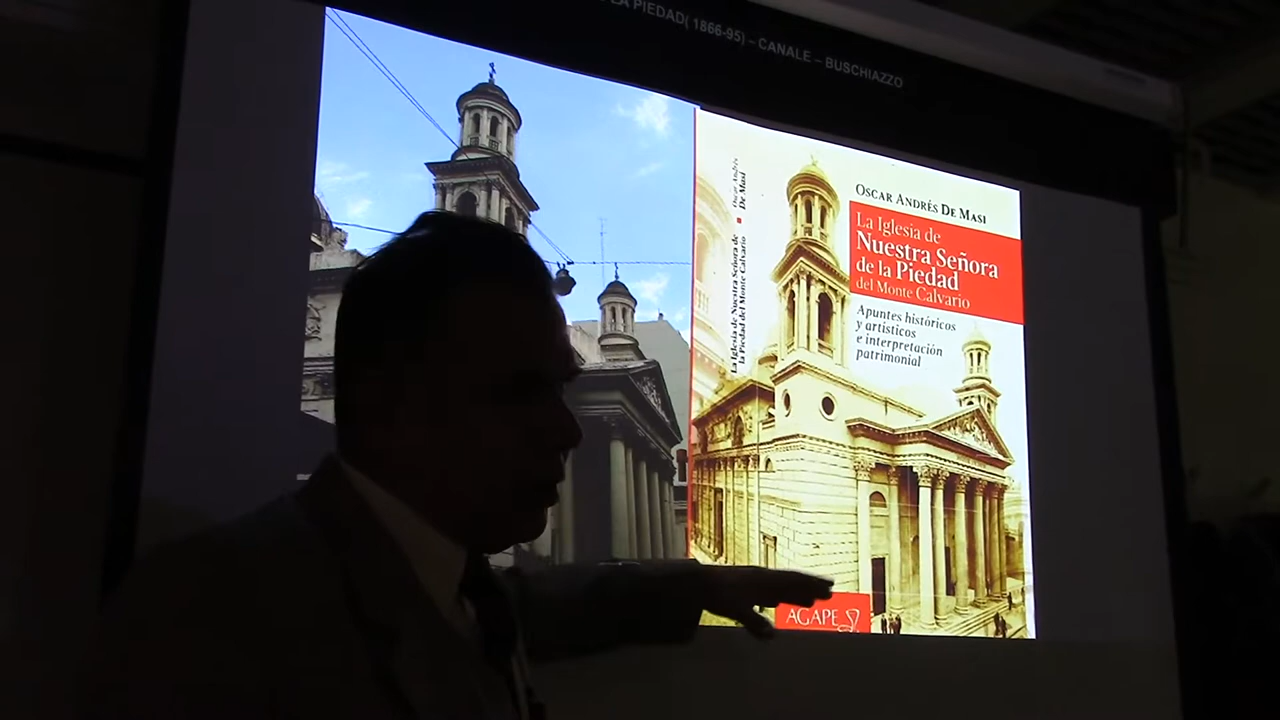 LA PIEDAD( 1866-95) – CANALE – BUSCHIAZZO
OSCAR ANDRÉS DE MASI
La Iglesia de
Nuestra Señora
de la Piedad
del Monte Calvario
Apuntes históricos
y artísticos
e interpretación
patrimonial
Oscar Andrés
De Masi
La Iglesia de Nuestra Señora de
la Piedad del Monte Calvario
AGAPE